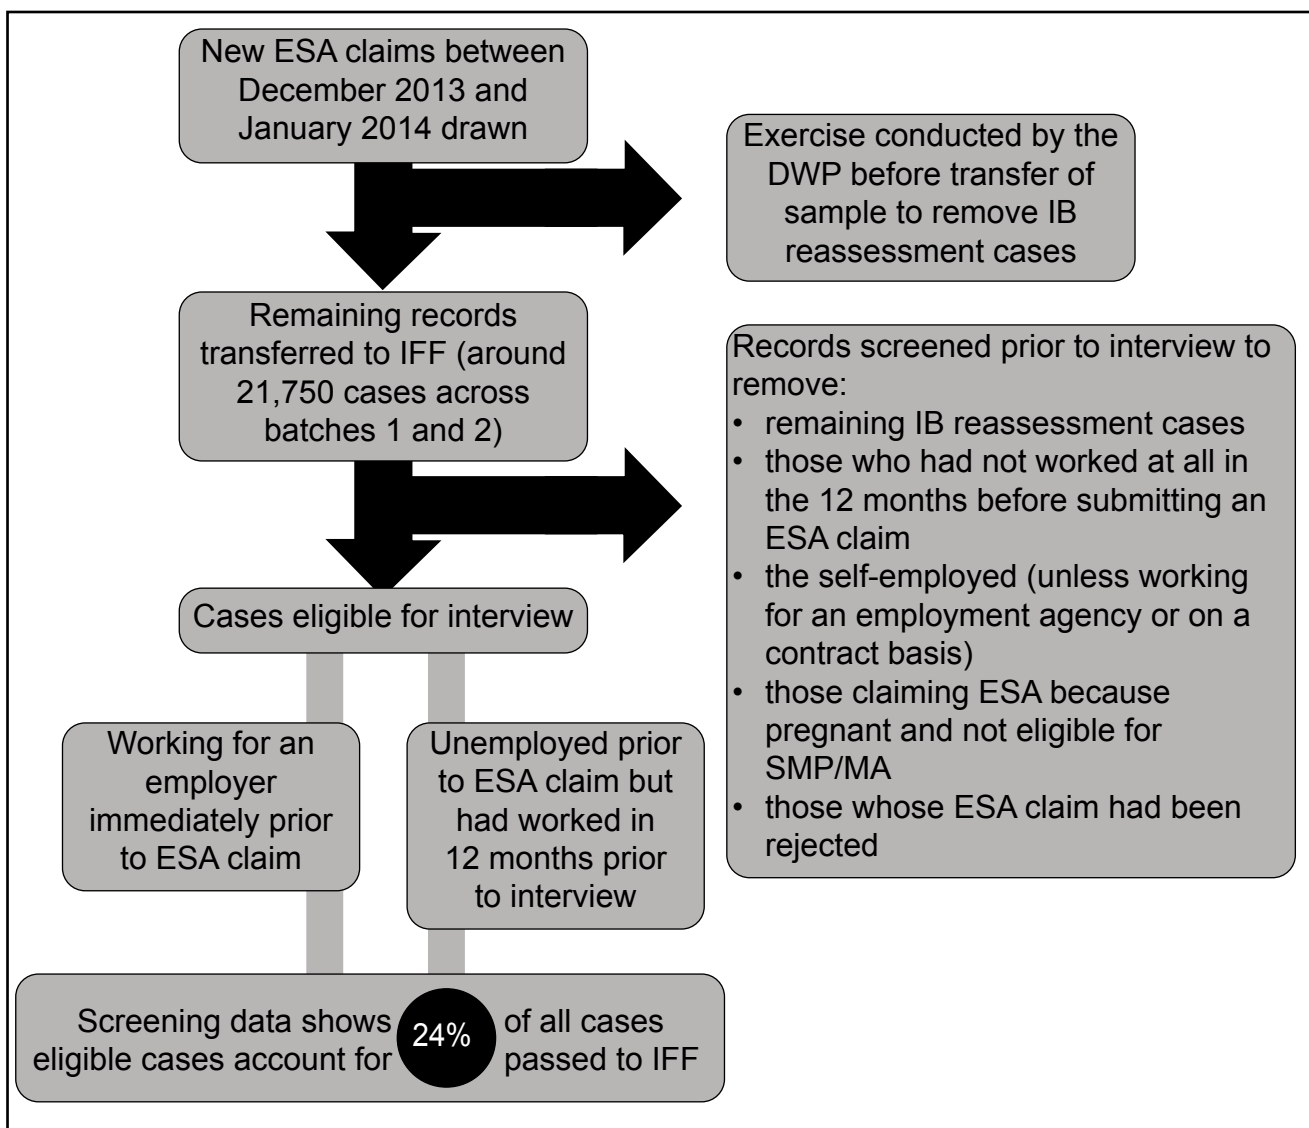 New ESA claims between
December 2013 and
January 2014 drawn
Exercise conducted by the
DWP before transfer of
sample to remove IB
reassessment cases
Remaining records
transferred to IFF (around
21,750 cases across
batches 1 and 2)
Records screened prior to interview to
remove:
• remaining IB reassessment cases
• those who had not worked at all in
the 12 months before submitting an
ESA claim
• the self-employed (unless working
for an employment agency or on a
contract basis)
• those claiming ESA because
pregnant and not eligible for
SMP/MA
• those whose ESA claim had been
rejected
Cases eligible for interview
Working for an
employer
immediately prior
to ESA claim
Unemployed prior
to ESA claim but
had worked in
12 months prior
to interview
Screening data shows
eligible cases account for
24%
of all cases
passed to IFF